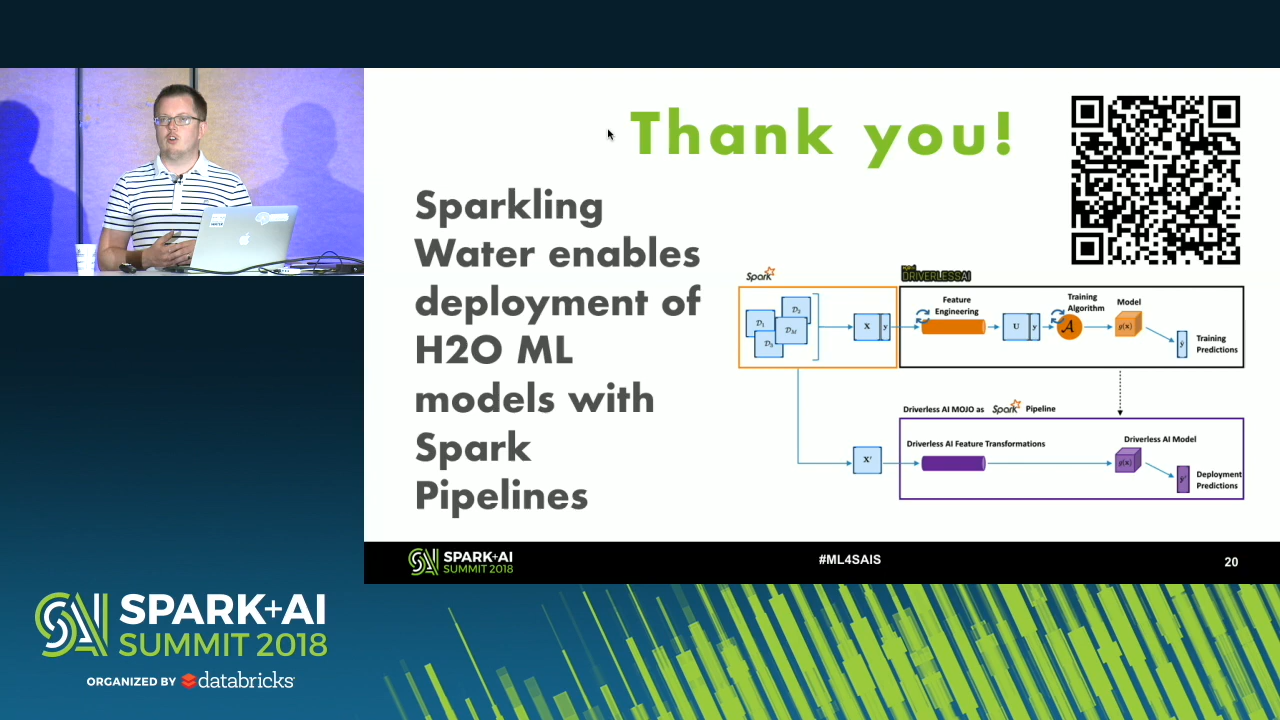 Thank you!
Sparkling
Water enables
deployment of
H2O ML
models with
Spark
Pipelines
Spark
DRIVERLESSAI
Feature
Engineering
Training
Algorithm
Model
X
y
U
y
A
g(x)
Training
Predictions
Driverless AI MOJO as Spark Pipeline
Driverless AI Feature Transformations
Driverless AI Model
X'
g(x)
Deployment
Predictions
SPARK+AI
SUMMIT 2018
#ML4SAIS
20
SPARK+AI
SUMMIT 2018
ORGANIZED BY databricks